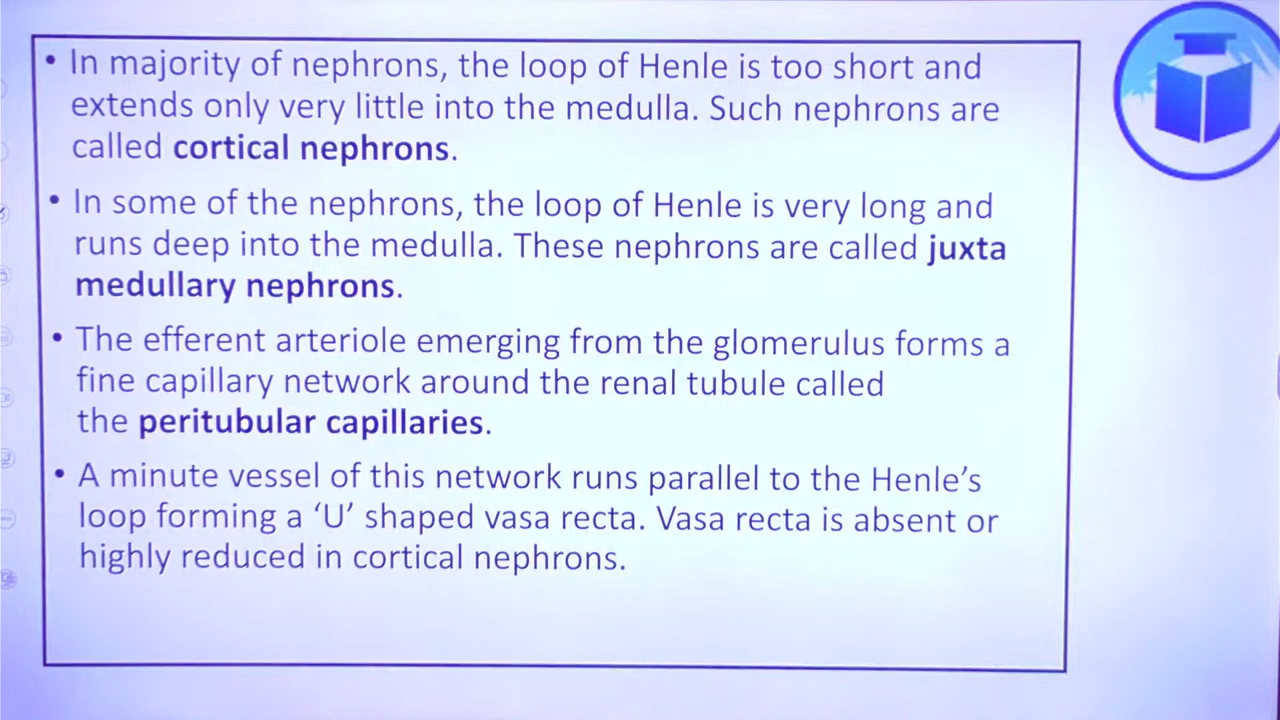 • In majority of nephrons, the loop of Henle is too short and
extends only very little into the medulla. Such nephrons are
called cortical nephrons.
• In some of the nephrons, the loop of Henle is very long and
runs deep into the medulla. These nephrons are called juxta
medullary nephrons.
• The efferent arteriole emerging from the glomerulus forms a
fine capillary network around the renal tubule called
the peritubular capillaries.
• A minute vessel of this network runs parallel to the Henle’s
loop forming a ‘U’ shaped vasa recta. Vasa recta is absent or
highly reduced in cortical nephrons.